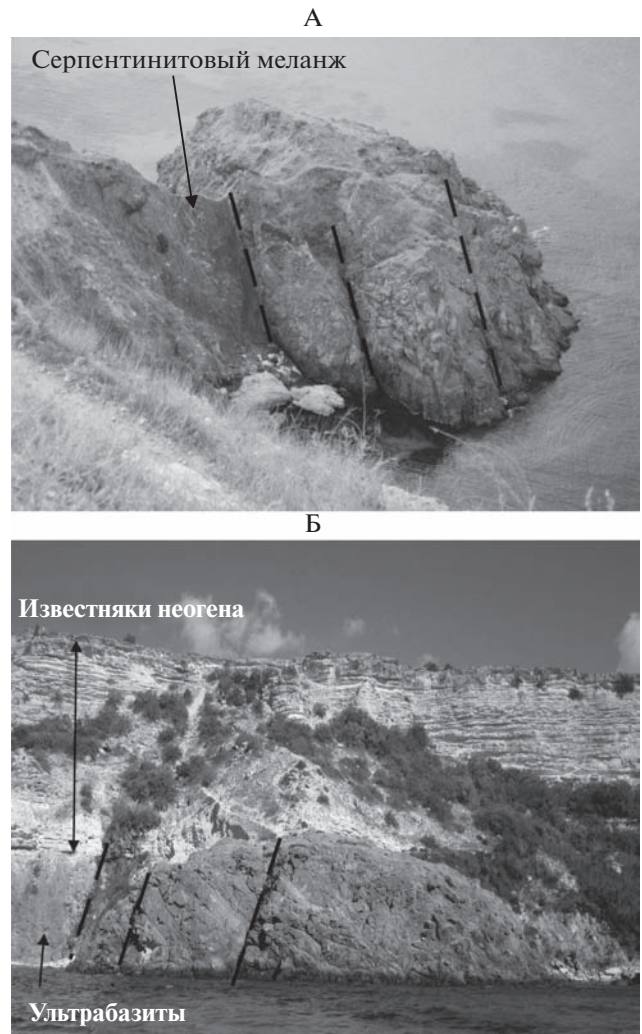 А
Серпентинитовый меланж
Б
Известняки неогена
Ультрабазиты